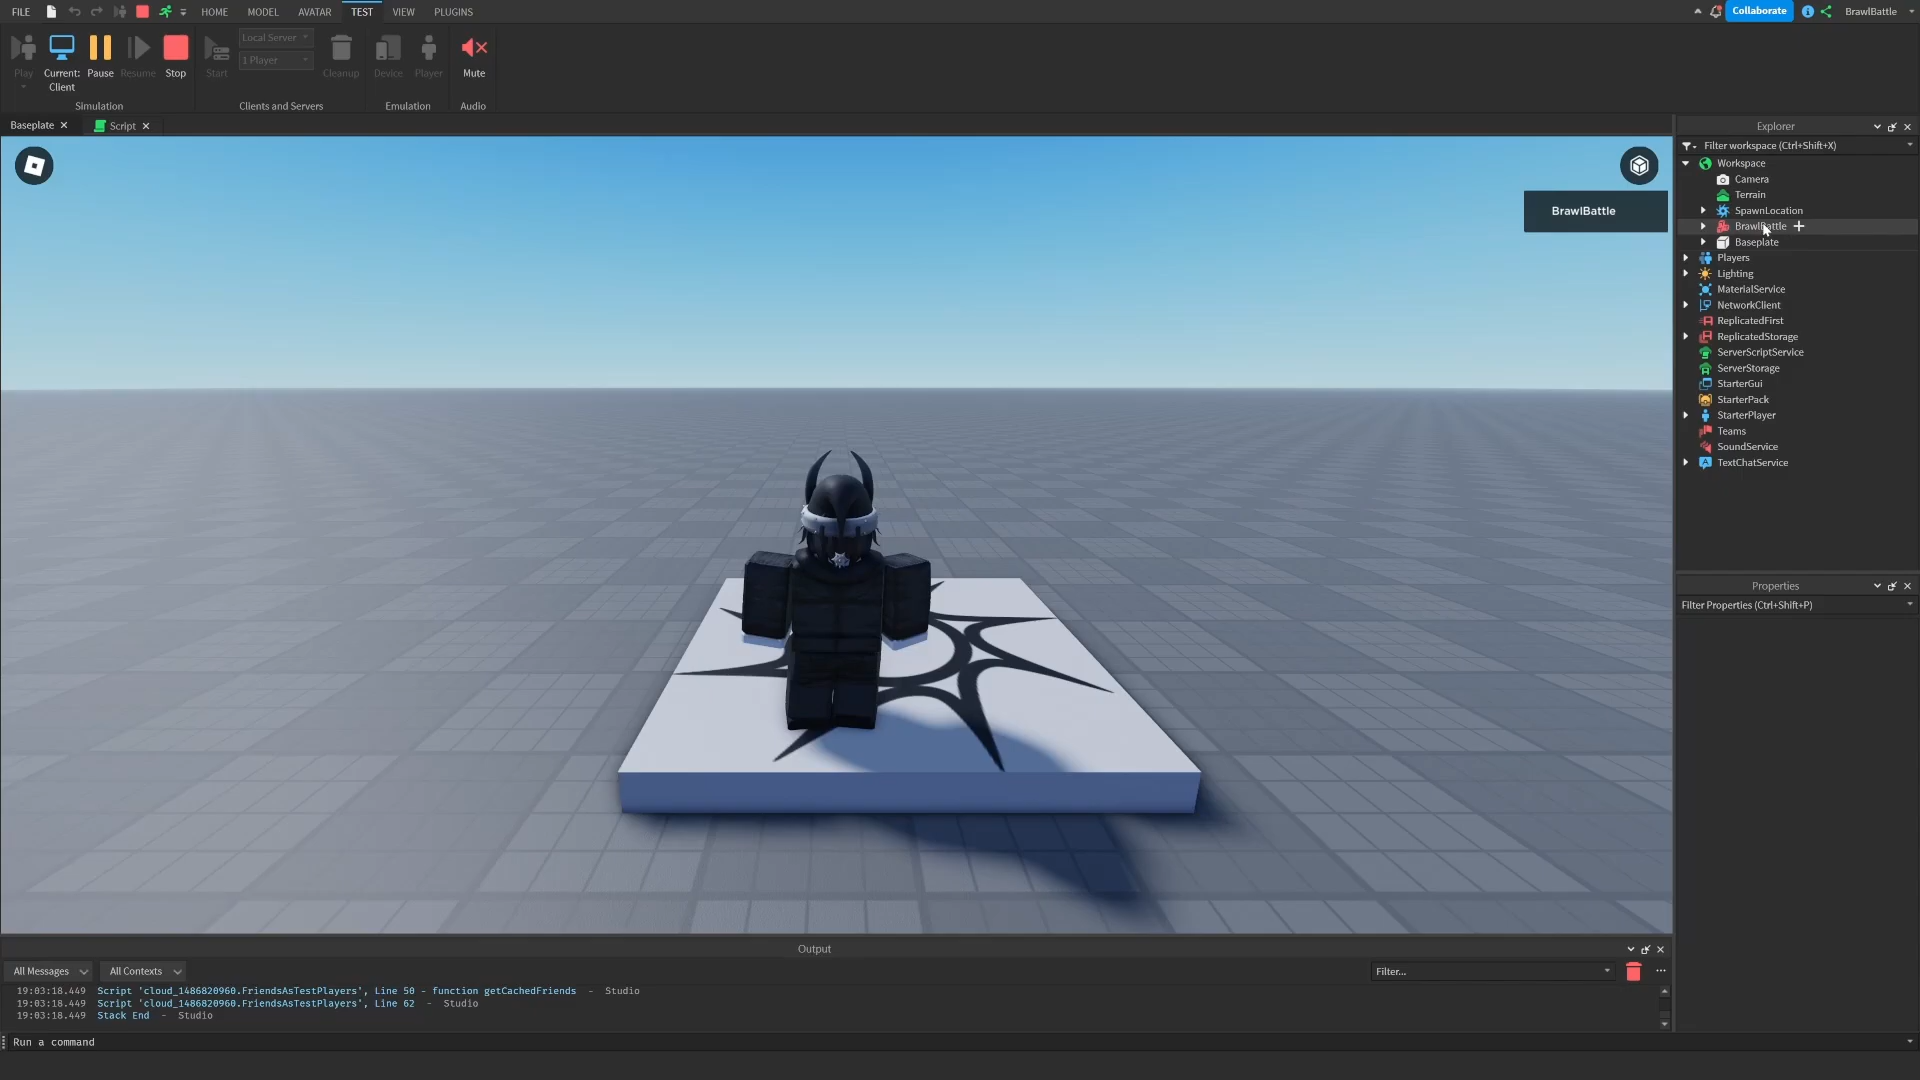 FILE HOME MODEL AVATAR TEST VIEW PLUGINS Collaborate BrawlBattle
Play Current: Client Pause Resume Stop Start Local Server 1 Player Cleanup Device Player Mute
Simulation Clients and Servers Emulation Audio
Baseplate Script
Explorer
Filter workspace (Ctrl+Shift+X)
Workspace
Camera
Terrain
SpawnLocation
BrawlBattle
Baseplate
Players
Lighting
MaterialService
NetworkClient
ReplicatedFirst
ReplicatedStorage
ServerScriptService
ServerStorage
StarterGui
StarterPack
StarterPlayer
Teams
SoundService
TextChatService
BrawlBattle
Properties
Filter Properties (Ctrl+Shift+P)
Output
All Messages All Contexts Filter...
19:03:18.449 Script 'cloud_1486820960.FriendsAsTestPlayers', Line 50 - function getCachedFriends - Studio
19:03:18.449 Script 'cloud_1486820960.FriendsAsTestPlayers', Line 62 - Studio
19:03:18.449 Stack End - Studio
Run a command